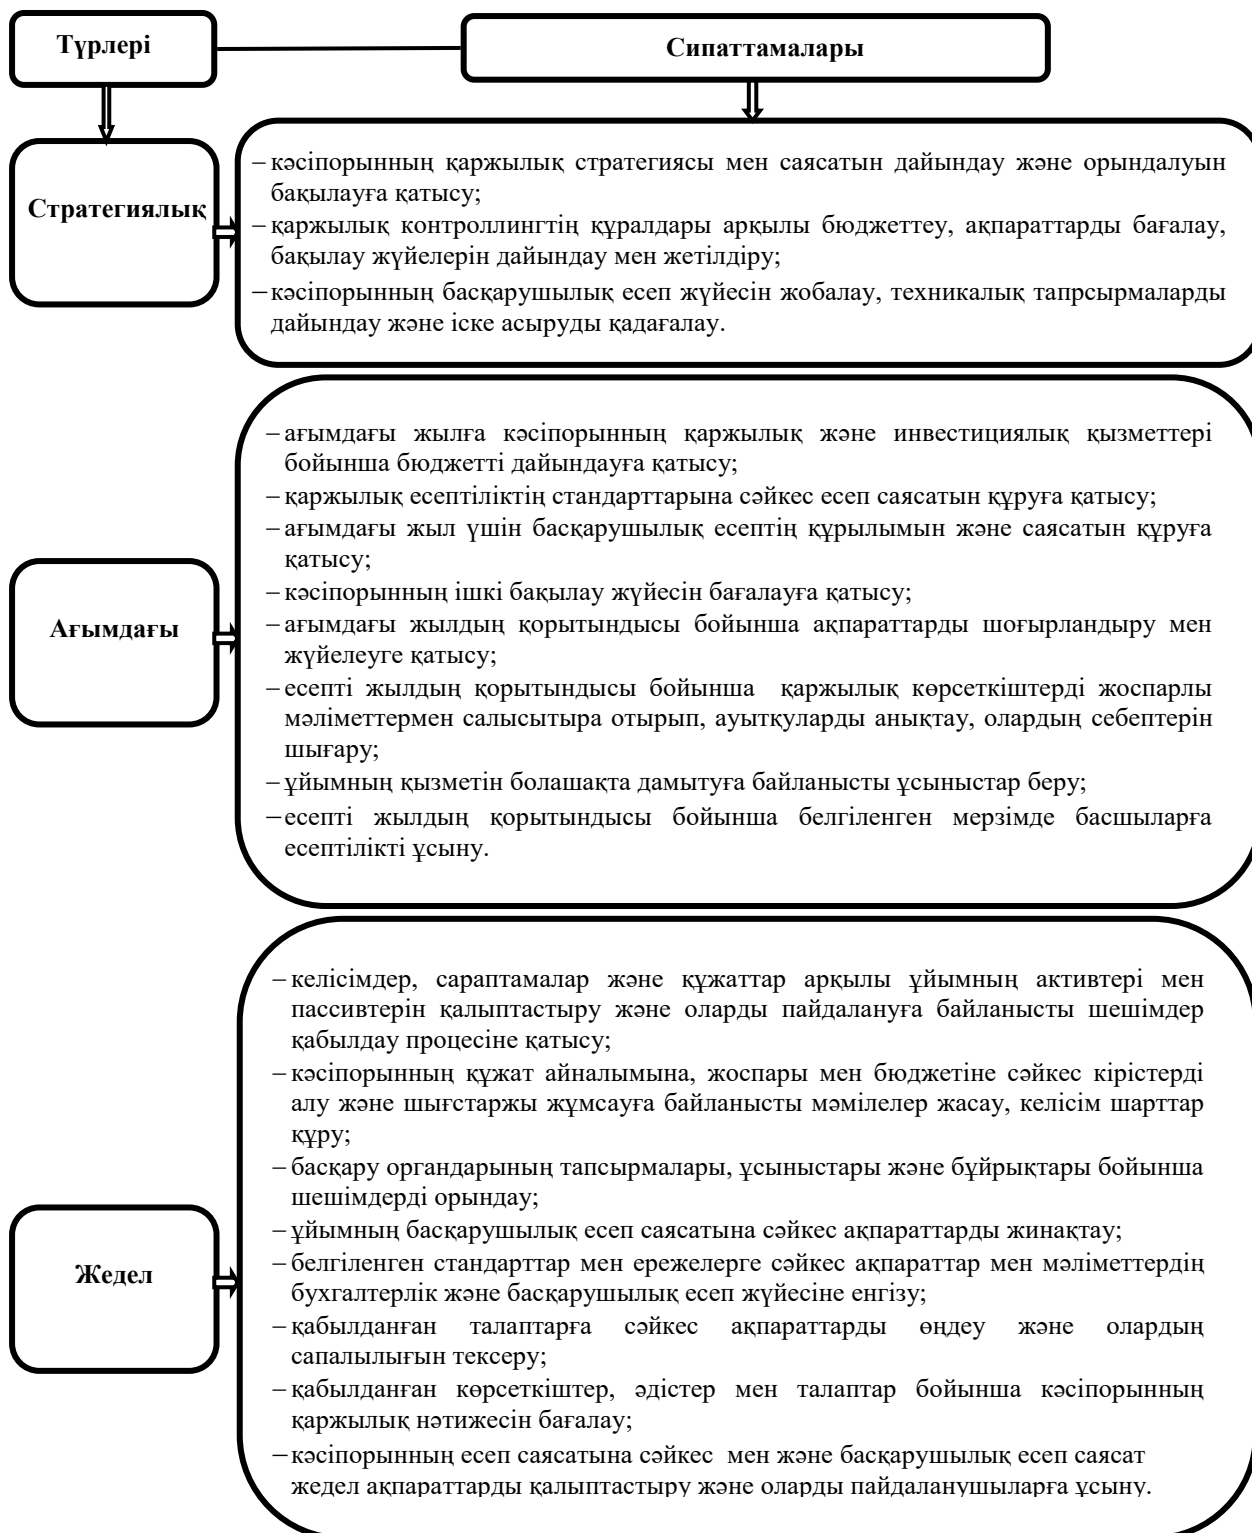 Түрлері
Сипаттамалары
Стратегиялық
– кәсіпорынның қаржылық стратегиясы мен саясатын дайындау және орындалуын
бақылауға қатысу;
– қаржылық контроллингтің құралдары арқылы бюджеттеу, ақпараттарды бағалау,
бақылау жүйелерін дайындау мен жетілдіру;
– кәсіпорынның басқарушылық есеп жүйесін жобалау, техникалық тапрсырмаларды
дайындау және іске асыруды қадағалау.
Ағымдағы
– ағымдағы жылға кәсіпорынның қаржылық және инвестициялық қызметтері
бойынша бюджетті дайындауға қатысу;
– қаржылық есептіліктің стандарттарына сәйкес есеп саясатын құруға қатысу;
– ағымдағы жыл үшін басқарушылық есептің құрылымын және саясатын құруға
қатысу;
– кәсіпорынның ішкі бақылау жүйесін бағалауға қатысу;
– ағымдағы жылдың қорытындысы бойынша ақпараттарды шоғырландыру мен
жүйелеуге қатысу;
– есепті жылдың қорытындысы бойынша қаржылық көрсеткіштерді жоспарлы
мәліметтермен салысытыра отырып, ауытқуларды анықтау, олардың себептерін
шығару;
– ұйымның қызметін болашақта дамытуға байланысты ұсыныстар беру;
– есепті жылдың қорытындысы бойынша белгіленген мерзімде басшыларға
есептілікті ұсыну.
Жедел
– келісімдер, сараптамалар және құжаттар арқылы ұйымның активтері мен
пассивтерін қалыптастыру және оларды пайдалануға байланысты шешімдер
қабылдау процесіне қатысу;
– кәсіпорынның құжат айналымына, жоспары мен бюджетіне сәйкес кірістерді
алу және шығстаржы жұмсауға байланысты мәмілелер жасау, келісім шарттар
құру;
– басқару органдарының тапсырмалары, ұсыныстары және бұйрықтары бойынша
шешімдерді орындау;
– ұйымның басқарушылық есеп саясатына сәйкес ақпараттарды жинақтау;
– белгіленген стандарттар мен ережелерге сәйкес ақпараттар мен мәліметтердің
бухгалтерлік және басқарушылық есеп жүйесіне енгізу;
– қабылданған талаптарға сәйкес ақпараттарды өңдеу және олардың
сапалылығын тексеру;
– қабылданған көрсеткіштер, әдістер мен талаптар бойынша кәсіпорынның
қаржылық нәтижесін бағалау;
– кәсіпорынның есеп саясатына сәйкес мен және басқарушылық есеп саясат
жедел ақпараттарды қалыптастыру және оларды пайдаланушыларға ұсыну.